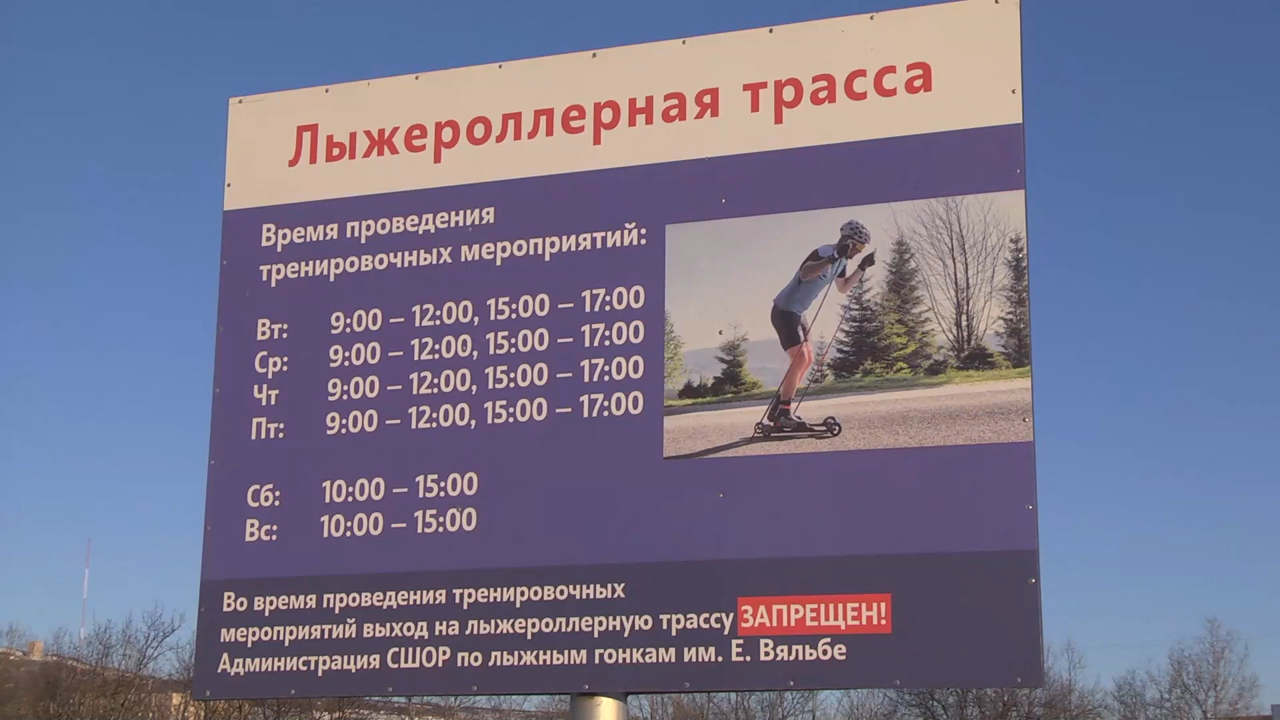 Лыжероллерная трасса
Время проведения
тренировочных мероприятий:
Вт: 9:00 – 12:00, 15:00 – 17:00
Ср: 9:00 – 12:00, 15:00 – 17:00
Чт 9:00 – 12:00, 15:00 – 17:00
Пт: 9:00 – 12:00, 15:00 – 17:00
Сб: 10:00 – 15:00
Вс: 10:00 – 15:00
Во время проведения тренировочных
мероприятий выход на лыжероллерную трассу ЗАПРЕЩЕН!
Администрация СШОР по лыжным гонкам им. Е. Вяльбе